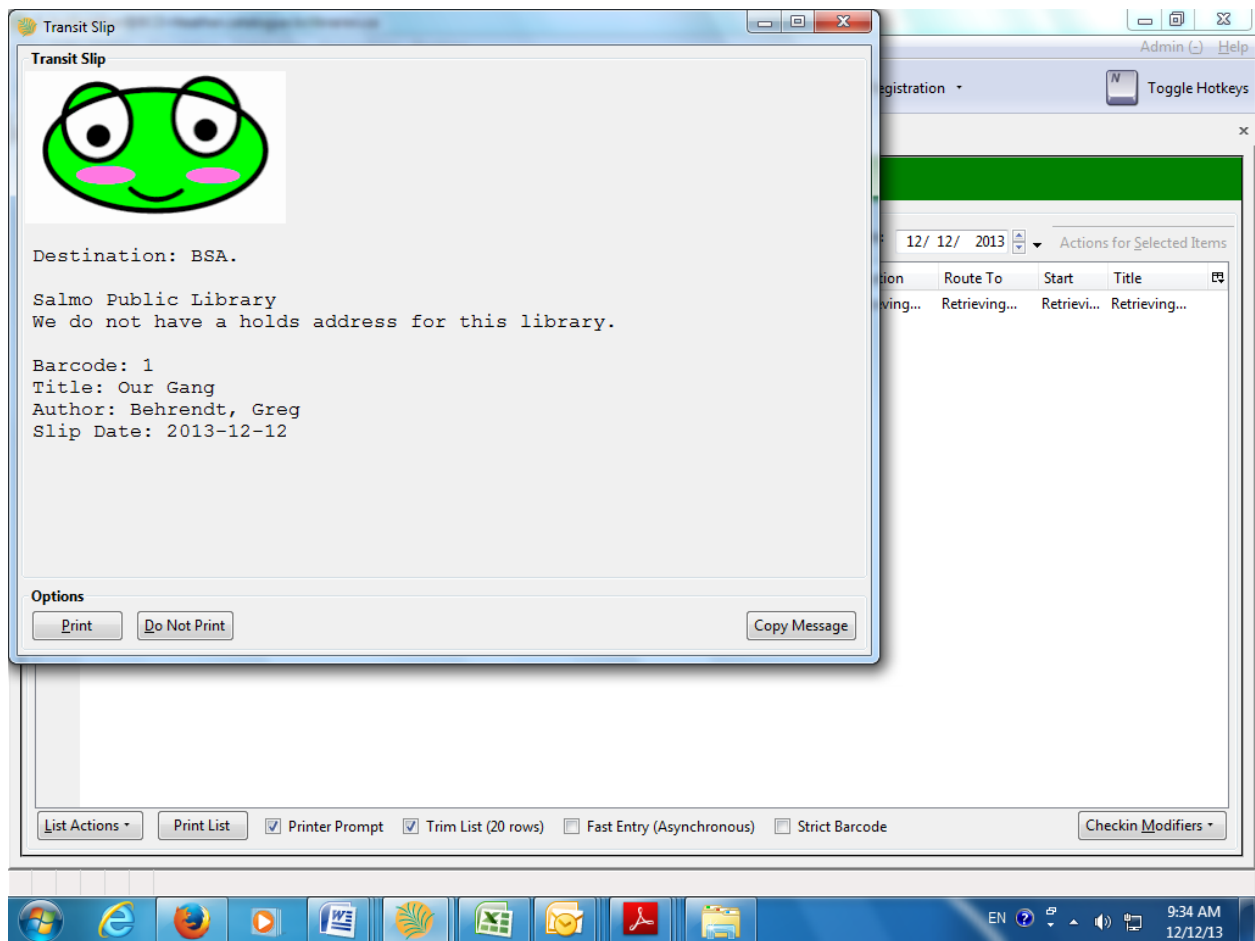 Transit Slip
Admin (-) Help
Transit Slip
egistration
N
Toggle Hotkeys
Destination: BSA.
12/ 12/ 2013
Actions for Selected Items
tion Route To Start Title
Salmo Public Library
ving... Retrieving... Retrievi... Retrieving...
We do not have a holds address for this library.
Barcode: 1
Title: Our Gang
Author: Behrendt, Greg
Slip Date: 2013-12-12
Options
Print Do Not Print Copy Message
List Actions Print List Printer Prompt Trim List (20 rows) Fast Entry (Asynchronous) Strict Barcode Checkin Modifiers
EN 9:34 AM
12/12/13